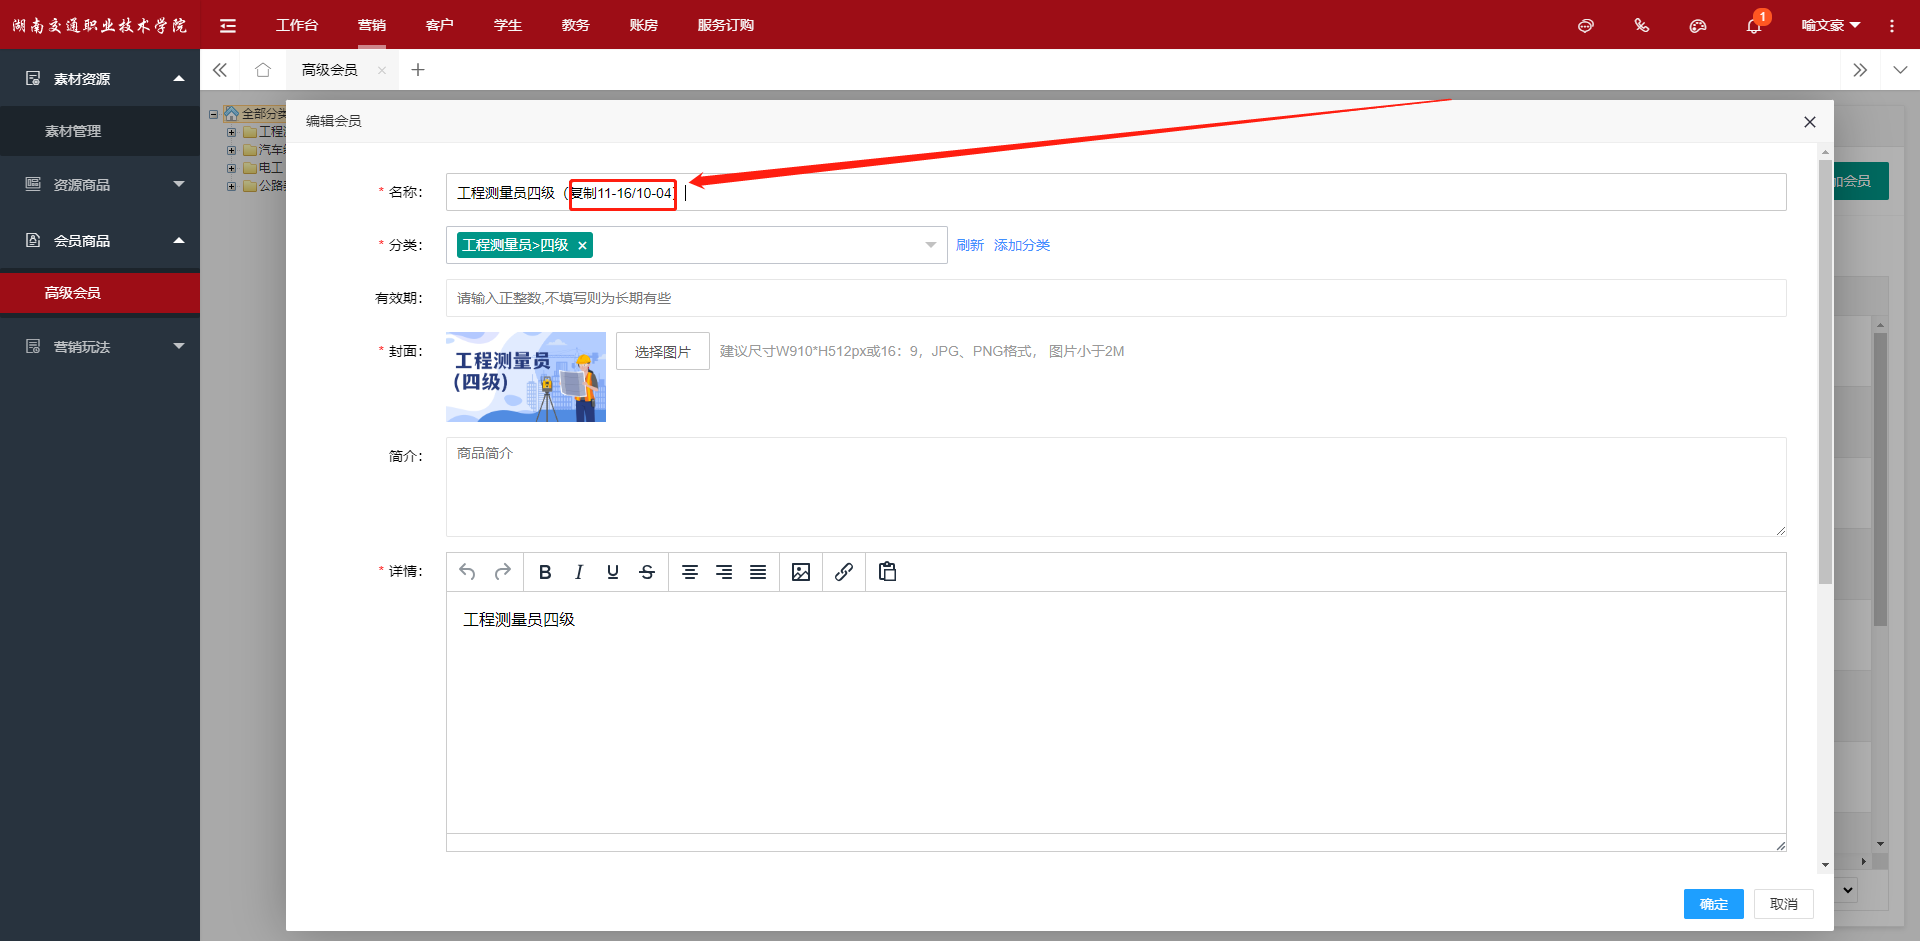 湖南交通职业技术学院
工作台 营销 客户 学生 教务 账房 服务订购
1
喻文豪
素材资源
素材管理
资源商品
会员商品
高级会员
营销玩法
高级会员
全部分类
工程
汽车
电工
公路
加会员
编辑会员
* 名称： 工程测量员四级（复制11-16/10-04）
* 分类： 工程测量员>四级 × 刷新 添加分类
有效期： 请输入正整数,不填写则为长期有些
* 封面： 工程测量员
(四级)
选择图片 建议尺寸W910*H512px或16：9，JPG、PNG格式， 图片小于2M
简介： 商品简介
* 详情： B I U S
工程测量员四级
确定 取消